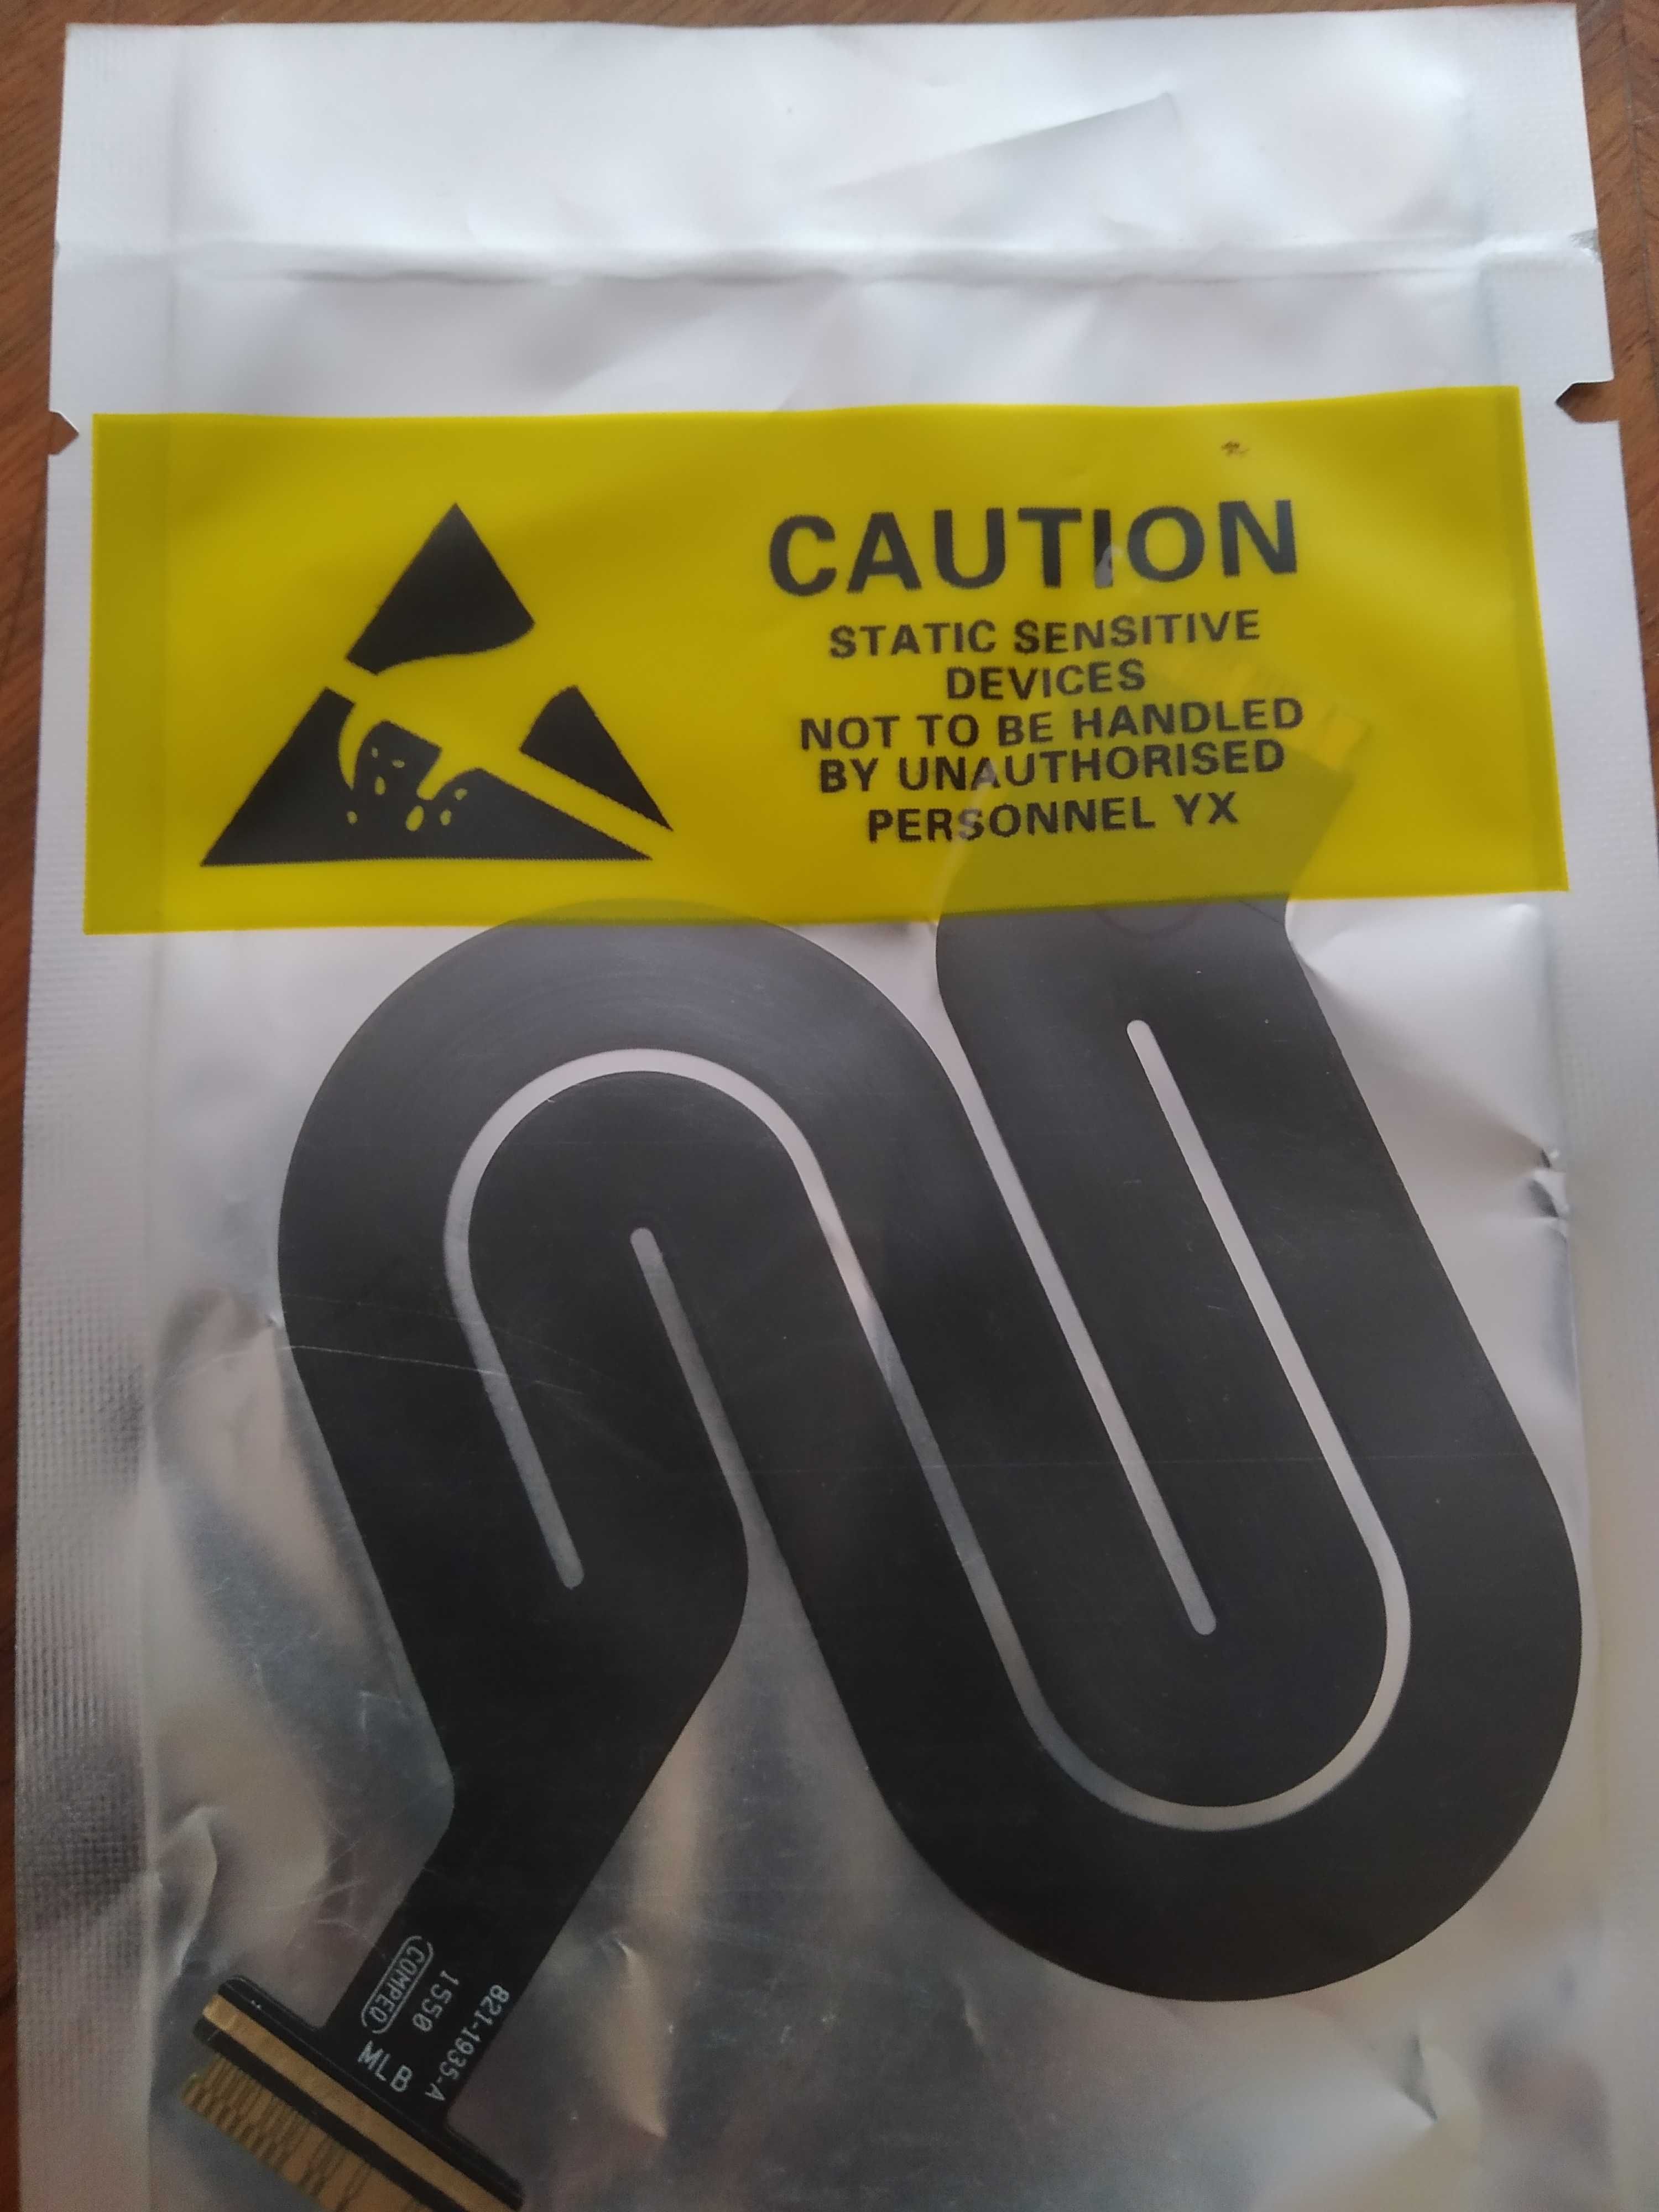 CAUTION
STATIC SENSITIVE
DEVICES
NOT TO BE HANDLED
BY UNAUTHORISED
PERSONNEL YX
821-1935-A
1550
COMPEQ
MLB